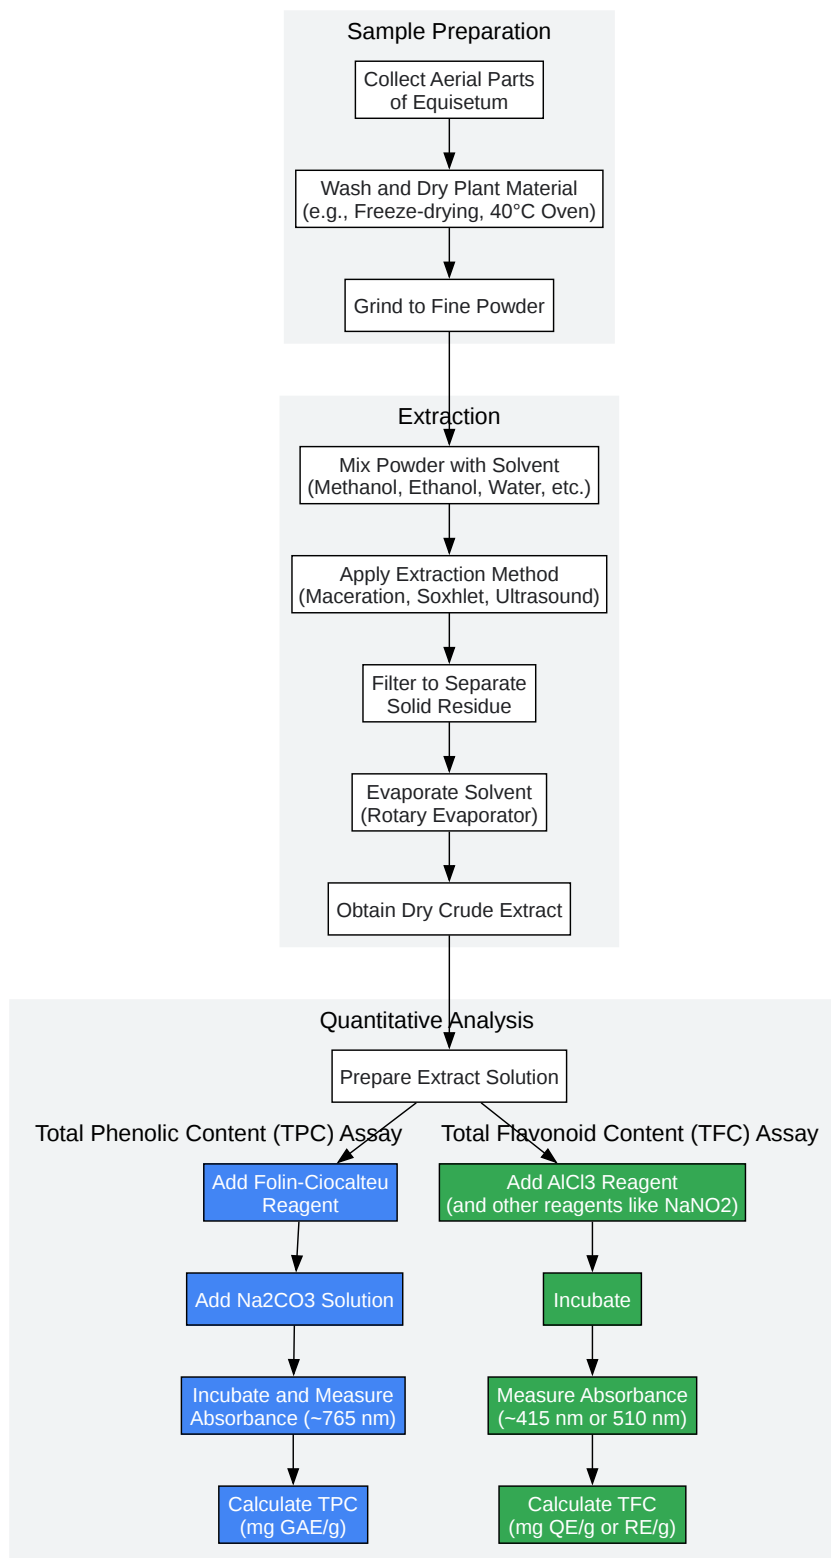 Sample Preparation
Collect Aerial Parts
of Equisetum
Wash and Dry Plant Material
(e.g., Freeze-drying, 40°C Oven)
Grind to Fine Powder
Extraction
Mix Powder with Solvent
(Methanol, Ethanol, Water, etc.)
Apply Extraction Method
(Maceration, Soxhlet, Ultrasound)
Filter to Separate
Solid Residue
Evaporate Solvent
(Rotary Evaporator)
Obtain Dry Crude Extract
Quantitative Analysis
Prepare Extract Solution
Total Phenolic Content (TPC) Assay
Add Folin-Ciocalteu
Reagent
Add Na2CO3 Solution
Incubate and Measure
Absorbance (~765 nm)
Calculate TPC
(mg GAE/g)
Total Flavonoid Content (TFC) Assay
Add AlCl3 Reagent
(and other reagents like NaNO2)
Incubate
Measure Absorbance
(~415 nm or 510 nm)
Calculate TFC
(mg QE/g or RE/g)